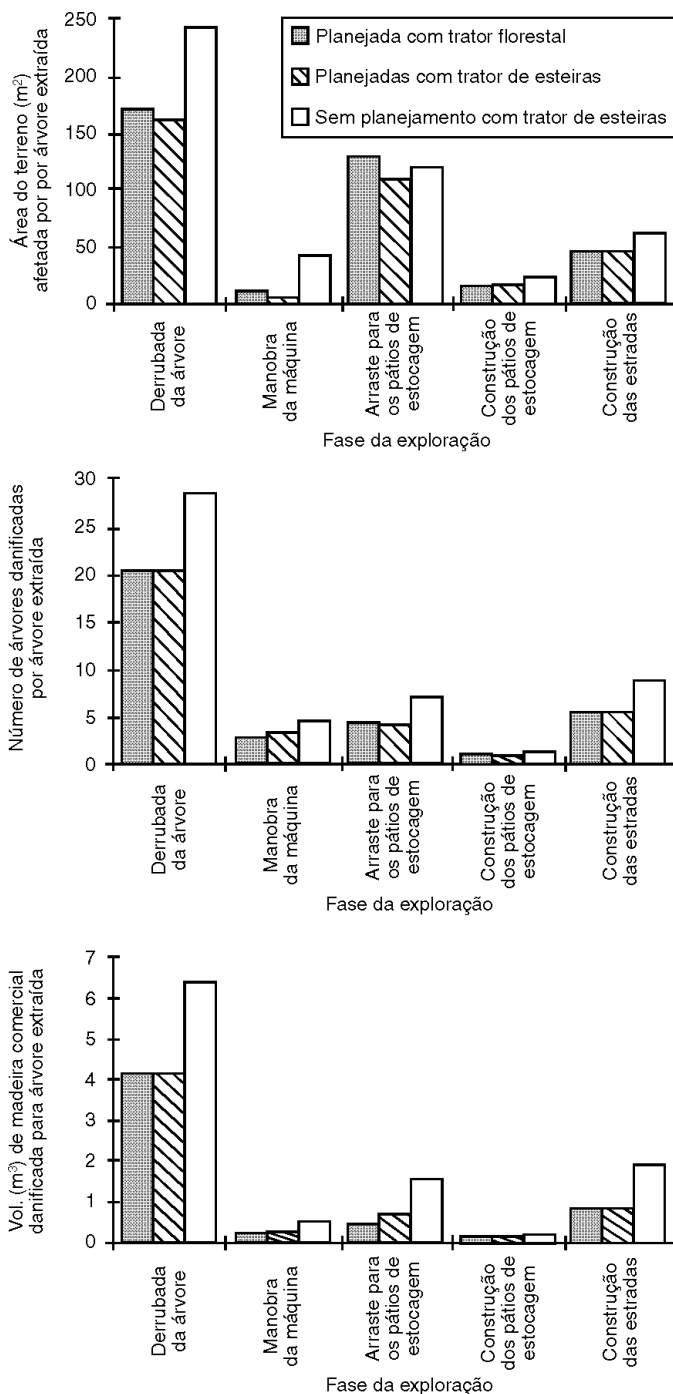 Área do terreno (m²)
afetada por por árvore extraída
250
200
150
100
50
0
Planejada com trator florestal
Planejadas com trator de esteiras
Sem planejamento com trator de esteiras
Derrubada
da árvore
Manobra
da máquina
Arraste para
os pátios de
estocagem
Construção
dos pátios de
estocagem
Construção
das estradas
Fase da exploração
Número de árvores danificadas
por árvore extraída
30
25
20
15
10
5
0
Derrubada
da árvore
Manobra
da máquina
Arraste para
os pátios de
estocagem
Construção
dos pátios de
estocagem
Construção
das estradas
Fase da exploração
Vol. (m³) de madeira comercial
danificada para árvore extraída
7
6
5
4
3
2
1
0
Derrubada
da árvore
Manobra
da máquina
Arraste para
os pátios de
estocagem
Construção
dos pátios de
estocagem
Construção
das estradas
Fase da exploração